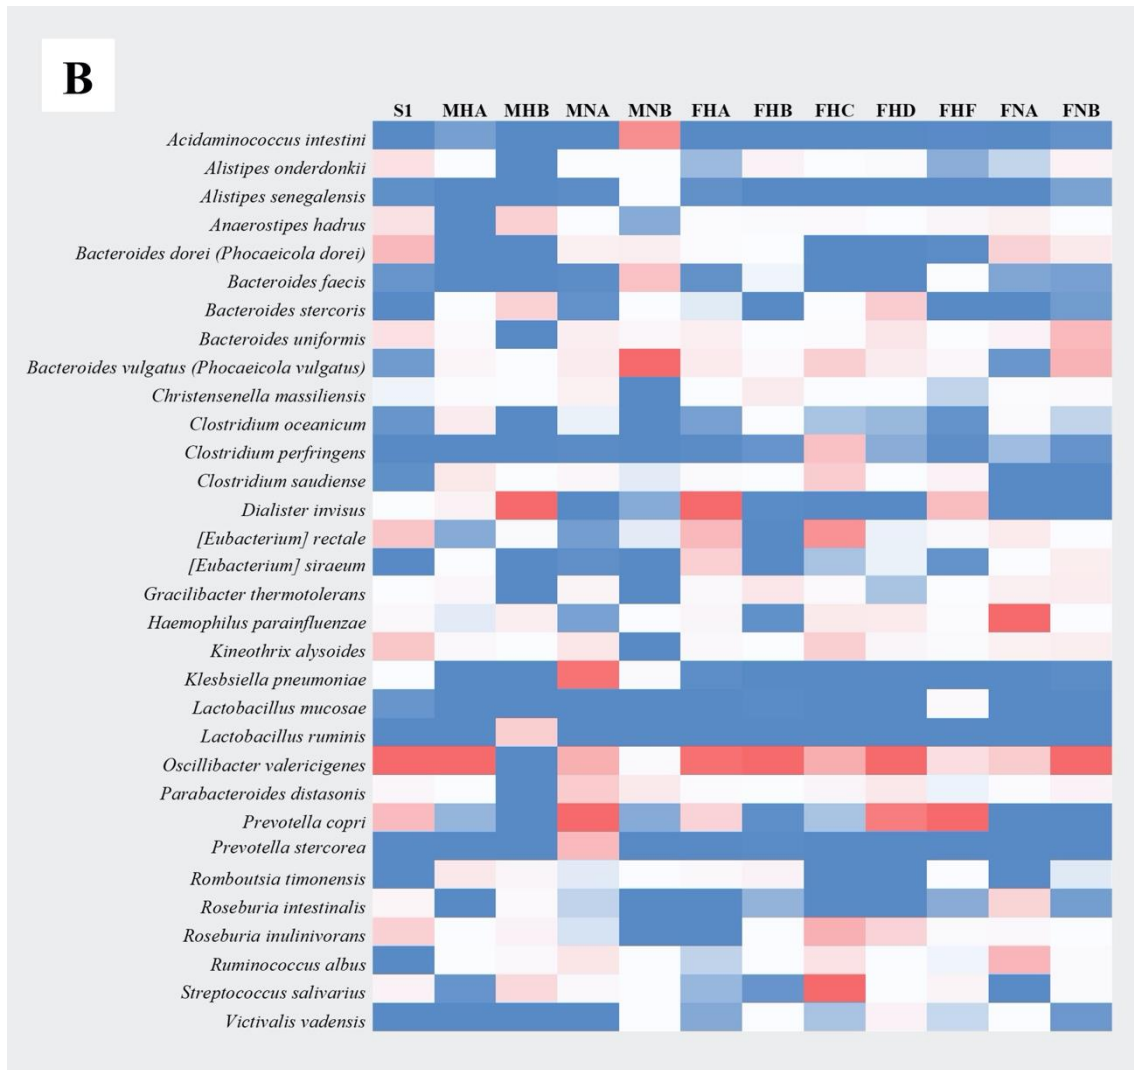 B
S1 MHA MHB MNA MNB FHA FHB FHC FHD FHF FNA FNB
Acidaminococcus intestini
Alistipes onderdonkii
Alistipes senegalensis
Anaerostipes hadrus
Bacteroides dorei (Phocaeicola dorei)
Bacteroides faecis
Bacteroides stercoris
Bacteroides uniformis
Bacteroides vulgatus (Phocaeicola vulgatus)
Christensenella massiliensis
Clostridium oceanicum
Clostridium perfringens
Clostridium saudiense
Dialister invisus
[Eubacterium] rectale
[Eubacterium] siraeum
Gracilibacter thermotolerans
Haemophilus parainfluenzae
Kineothrix alysoides
Klesbsiella pneumoniae
Lactobacillus mucosae
Lactobacillus ruminis
Oscillibacter valericigenes
Parabacteroides distasonis
Prevotella copri
Prevotella stercorea
Romboutsia timonensis
Roseburia intestinalis
Roseburia inulinivorans
Ruminococcus albus
Streptococcus salivarius
Victivalis vadensis